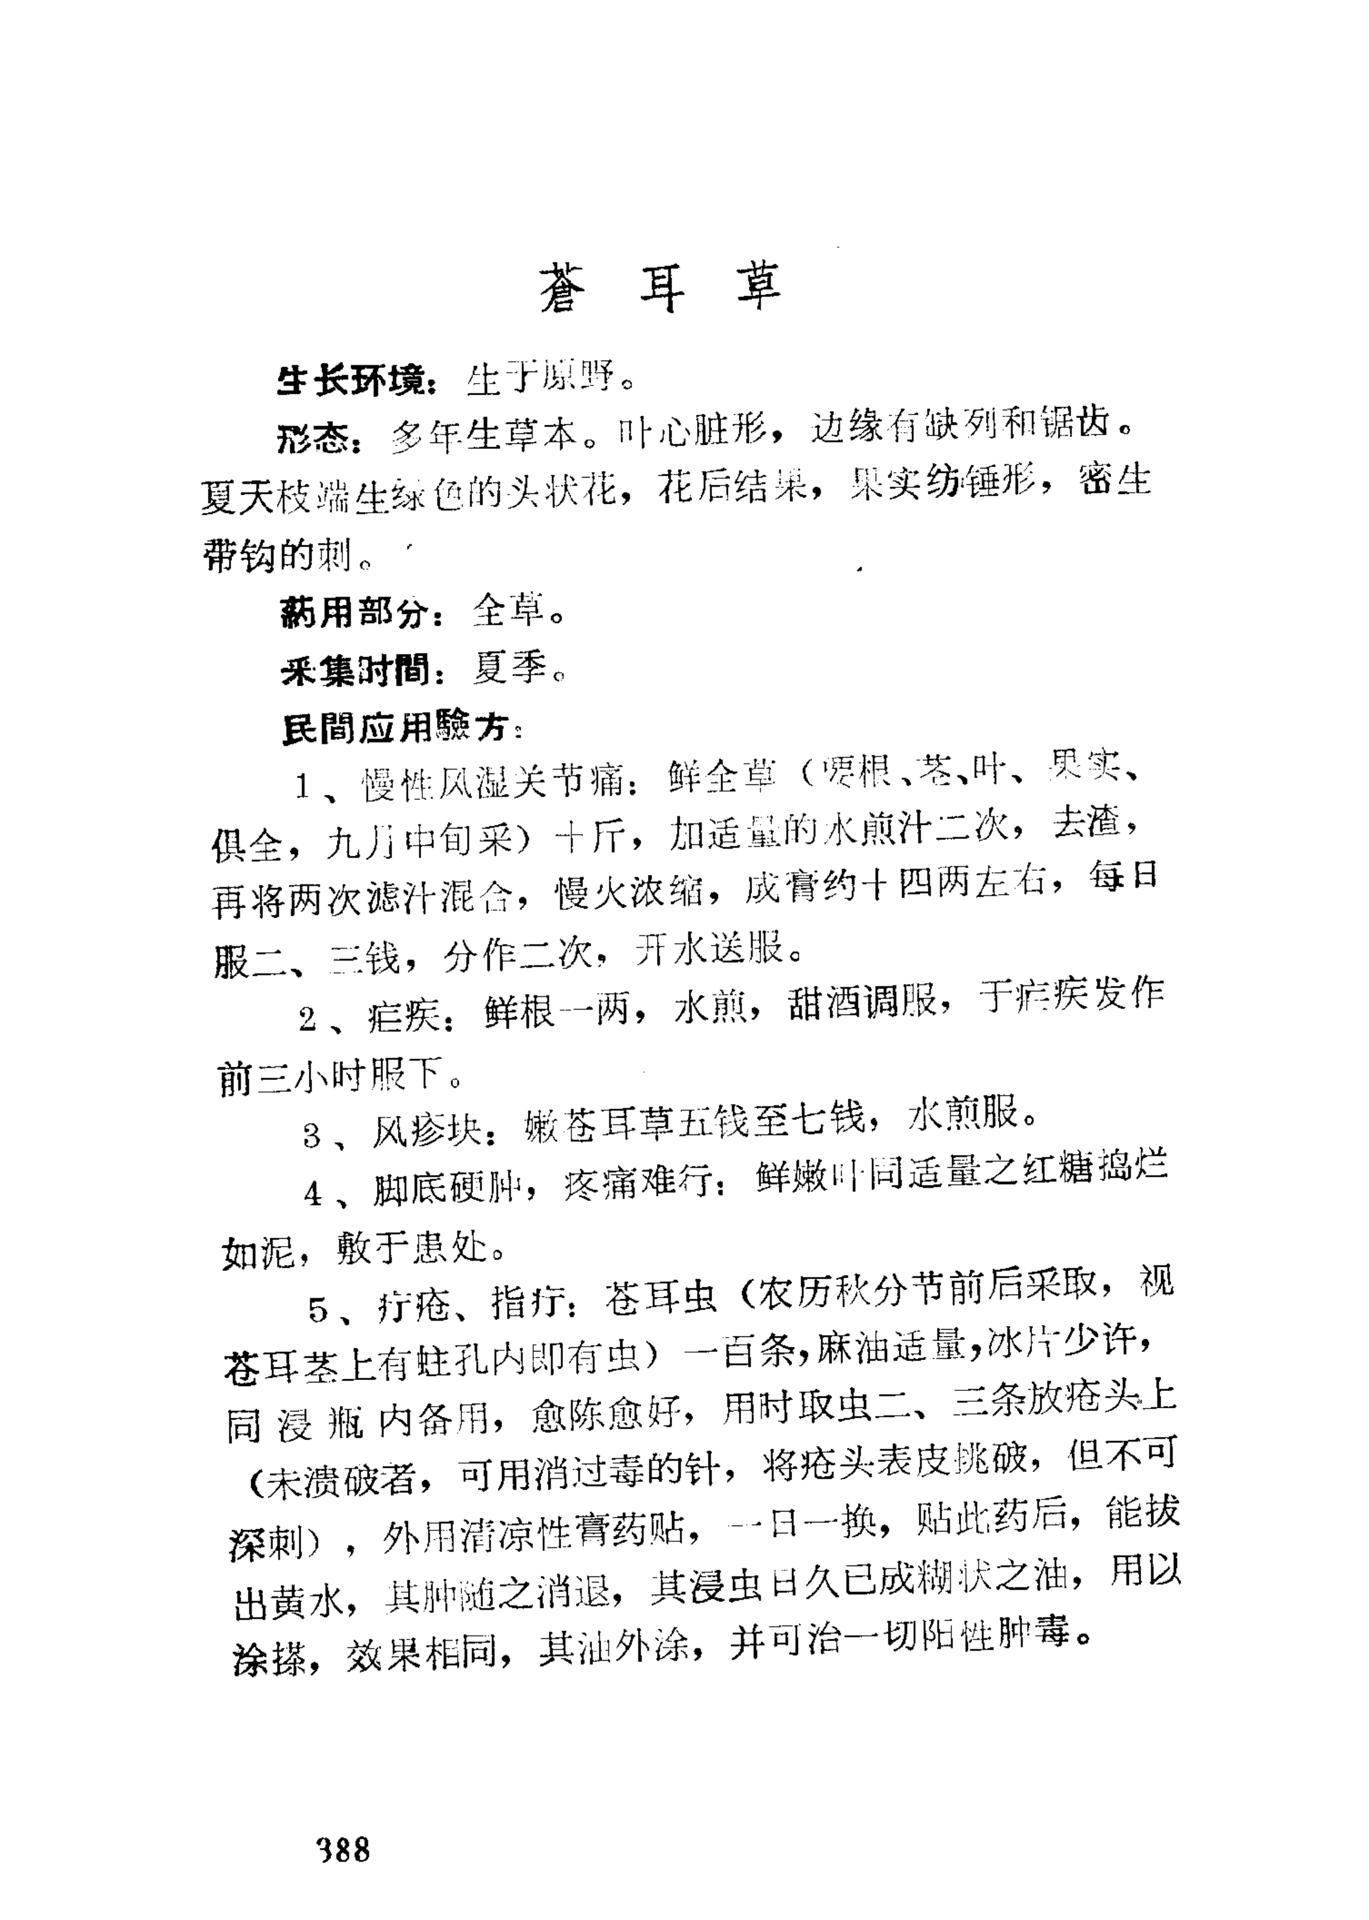 蒼耳草
生长环境：生于原野。
形态：多年生草本。叶心脏形，边缘有缺列和锯齿。
夏天枝端生绿色的头状花，花后结果，果实纺锤形，密生
带钩的刺。
药用部分：全草。
采集时間：夏季。
民間应用驗方：
1、慢性风湿关节痛：鲜全草（要根、茎、叶、果实、
俱全，九月中旬采）十斤，加适量的水煎汁二次，去渣，
再将两次滤汁混合，慢火浓缩，成膏约十四两左右，每日
服二、三钱，分作二次，开水送服。
2、疟疾：鲜根一两，水煎，甜酒调服，于疟疾发作
前三小时服下。
3、风疹块：嫩苍耳草五钱至七钱，水煎服。
4、脚底硬肿，疼痛难行：鲜嫩叶同适量之红糖捣烂
如泥，敷于患处。
5、疔疮、指疔：苍耳虫（农历秋分节前后采取，视
苍耳茎上有蛀孔内即有虫）一百条，麻油适量，冰片少许，
同浸瓶内备用，愈陈愈好，用时取虫二、三条放疮头上
（未溃破者，可用消过毒的针，将疮头表皮挑破，但不可
深刺），外用清凉性膏药贴，一日一换，贴此药后，能拔
出黄水，其肿随之消退，其浸虫日久已成糊状之油，用以
涂搽，效果相同，其油外涂，并可治一切阳性肿毒。
388